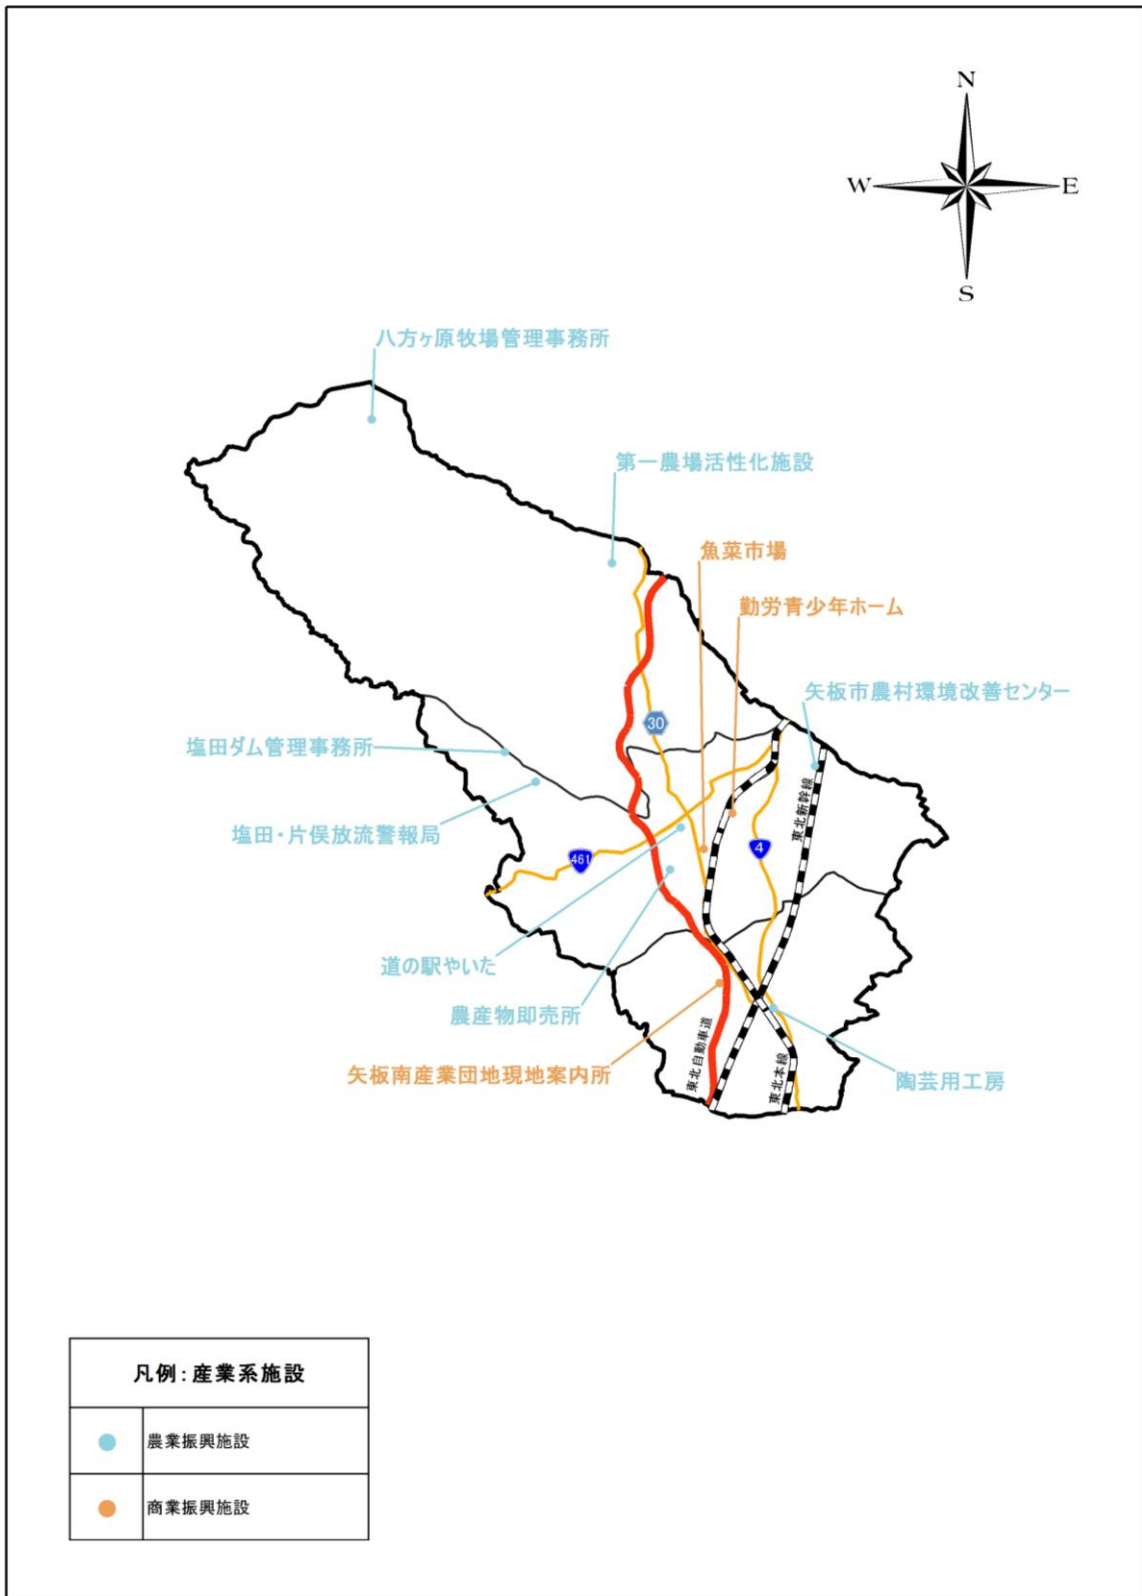 N
W
E
S
八方ヶ原牧場管理事務所
第一農場活性化施設
魚菜市場
勤労青少年ホーム
矢板市農村環境改善センター
30
塩田ダム管理事務所
東北新幹線
塩田・片俣放流警報局
4
461
道の駅やいた
農産物即売所
矢板南産業団地現地案内所
東北自動車道
東北本線
陶芸用工房
凡例：産業系施設
農業振興施設
商業振興施設